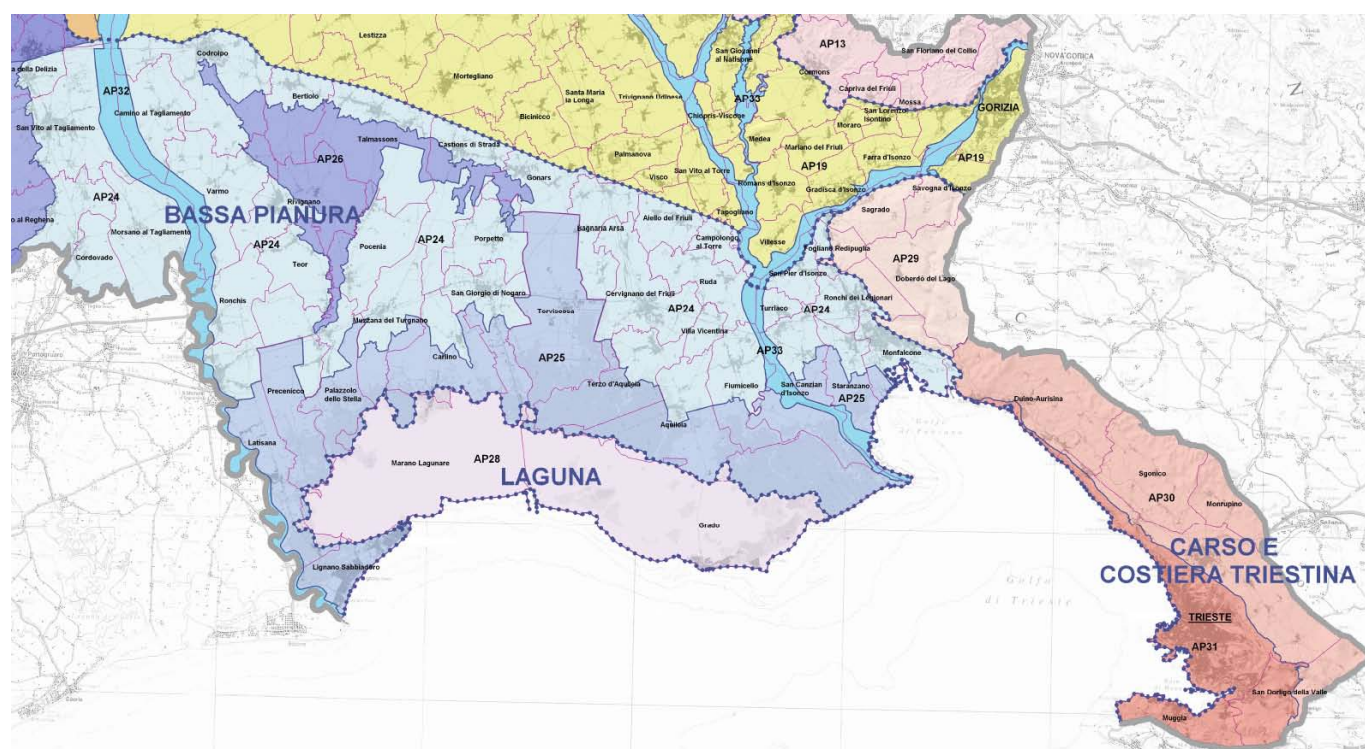 Lestizza
Codroipo
della Delizia
AP32
Camino al Tagliamento
San Vito al Tagliamento
Bertiolo
Mortegliano
Santa Maria
la Longa
Trivignano Udinese
Bicinicco
San Giovanni
al Natisone
AP13
San Floriano del Collio
Cormons
Capriva del Friuli
Mossa
NOVA GORICA
GORIZIA
AP33
San Lorenzo
Isontino
Moraro
Chiopris-Viscone
Medea
Mariano del Friuli
Farra d'Isonzo
AP19
AP19
Talmassons
AP26
Castions di Strada
Palmanova
Visco
San Vito al Torre
Romans d'Isonzo
Gradisca d'Isonzo
Savogna d'Isonzo
Gonars
AP24
Varmo
Rivignano
BASSA PIANURA
Morsano al Tagliamento
AP24
Cordovado
Teor
Pocenia
AP24
Porpetto
Bagnaria Arsa
Aiello del Friuli
Tapogliano
Campolongo
al Torre
Villesse
Sagrado
Fogliano Redipuglia
AP29
Doberdò del Lago
San Pier d'Isonzo
Ronchis
San Giorgio di Nogaro
Torviscosa
Cervignano del Friuli
Ruda
AP24
Turriaco
Ronchi dei Legionari
AP24
Muzzana del Turgnano
Villa Vicentina
Carlino
AP25
AP33
Monfalcone
Precenicco
Palazzolo
dello Stella
Terzo d'Aquileia
Fiumicello
San Canzian
d'Isonzo
Staranzano
AP25
Duino-Aurisina
Latisana
Aquileia
Marano Lagunare
AP28
LAGUNA
Grado
Sgonico
AP30
Monrupino
Lignano Sabbiadoro
CARSO E
COSTIERA TRIESTINA
Golfo
di Trieste
TRIESTE
AP31
San Dorligo della Valle
Muggia